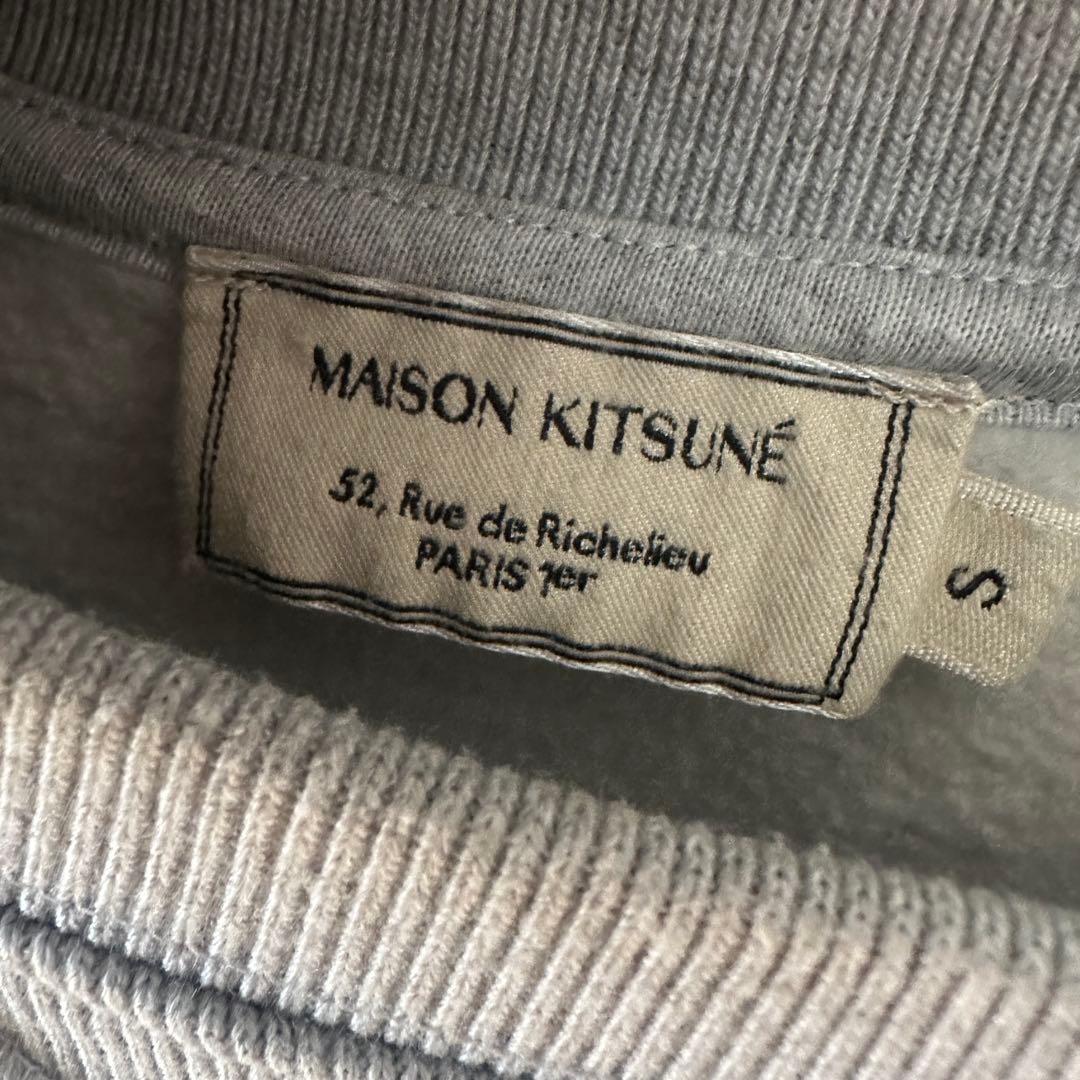 MAISON KITSUNÉ
52, Rue de Richelieu
PARIS 1er
S